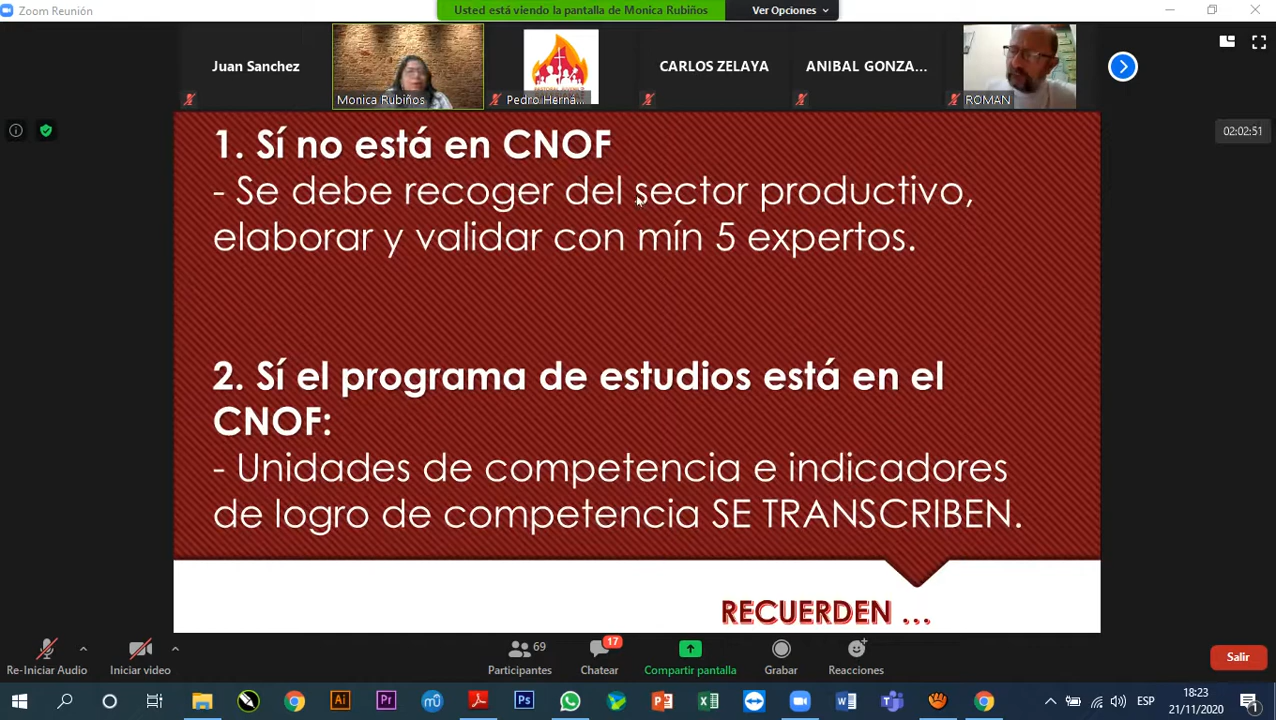 Zoom Reunión
Usted está viendo la pantalla de Monica Rubiños
Ver Opciones
Juan Sanchez
Monica Rubiños
Pedro Herná...
CARLOS ZELAYA
ANIBAL GONZA...
ROMAN
02:02:51
1. Sí no está en CNOF
- Se debe recoger del sector productivo,
elaborar y validar con mín 5 expertos.
2. Sí el programa de estudios está en el
CNOF:
- Unidades de competencia e indicadores
de logro de competencia SE TRANSCRIBEN.
RECUERDEN ...
Re-Iniciar Audio
Iniciar video
69
Participantes
17
Chatear
Compartir pantalla
Grabar
Reacciones
Salir
Ai
Pr
Ps
ESP
18:23
21/11/2020
1